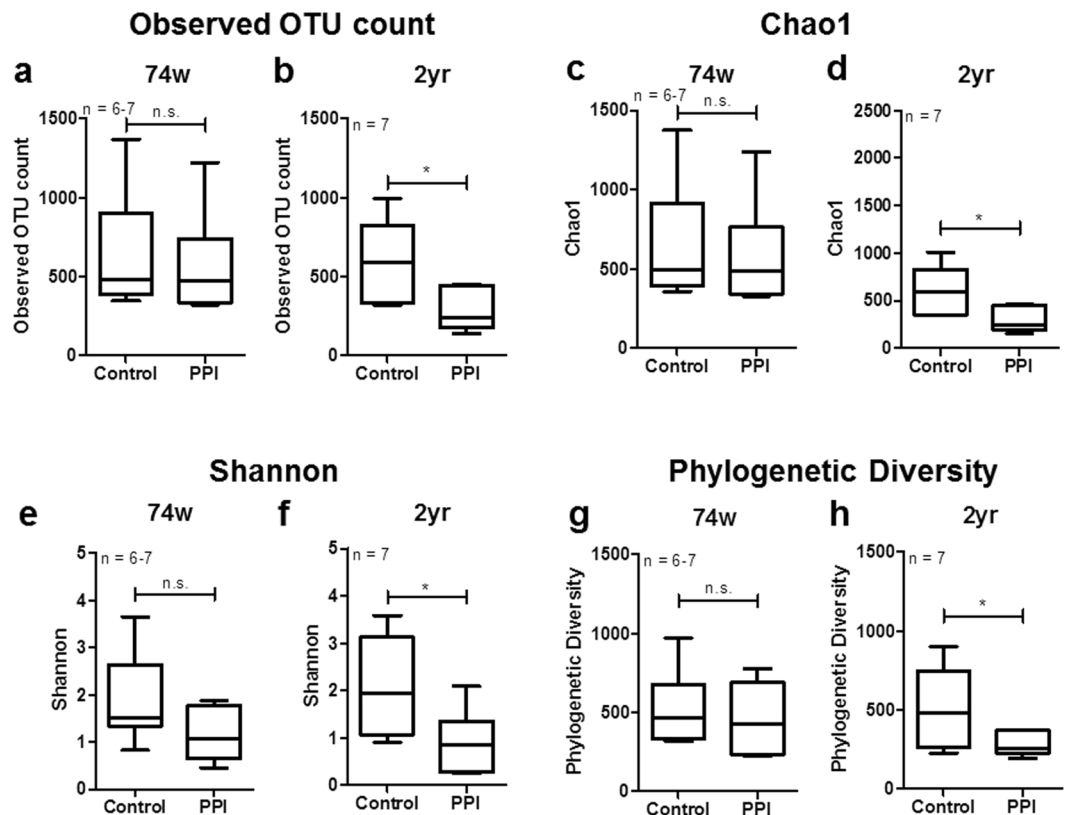 Observed OTU count
Chao1
a
74w
b
2yr
c
74w
d
2yr
n = 6-7
n.s.
1500
1000
500
0
Observed OTU count
Control
PPI
n = 7
*
1500
1000
500
0
Observed OTU count
Control
PPI
n = 6-7
n.s.
1500
1000
500
0
Chao1
Control
PPI
n = 7
*
2500
2000
1500
1000
500
0
Chao1
Control
PPI
Shannon
Phylogenetic Diversity
e
74w
f
2yr
g
74w
h
2yr
n = 6-7
n.s.
5
4
3
2
1
0
Shannon
Control
PPI
n = 7
*
5
4
3
2
1
0
Shannon
Control
PPI
n = 6-7
n.s.
1500
1000
500
0
Phylogenetic Diversity
Control
PPI
n = 7
*
1500
1000
500
0
Phylogenetic Diversity
Control
PPI